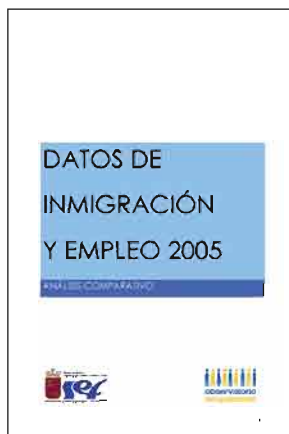 DATOS DE
INMIGRACIÓN
Y EMPLEO 2005
ANÁLISIS COMPARATIVO
sef
observatorio